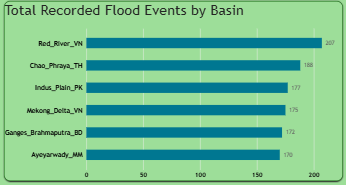 Total Recorded Flood Events by Basin
Red_River_VN 207
Chao_Phraya_TH 188
Indus_Plain_PK 177
Mekong_Delta_VN 175
Ganges_Brahmaputra_BD 172
Ayeyarwady_MM 170
0 50 100 150 200